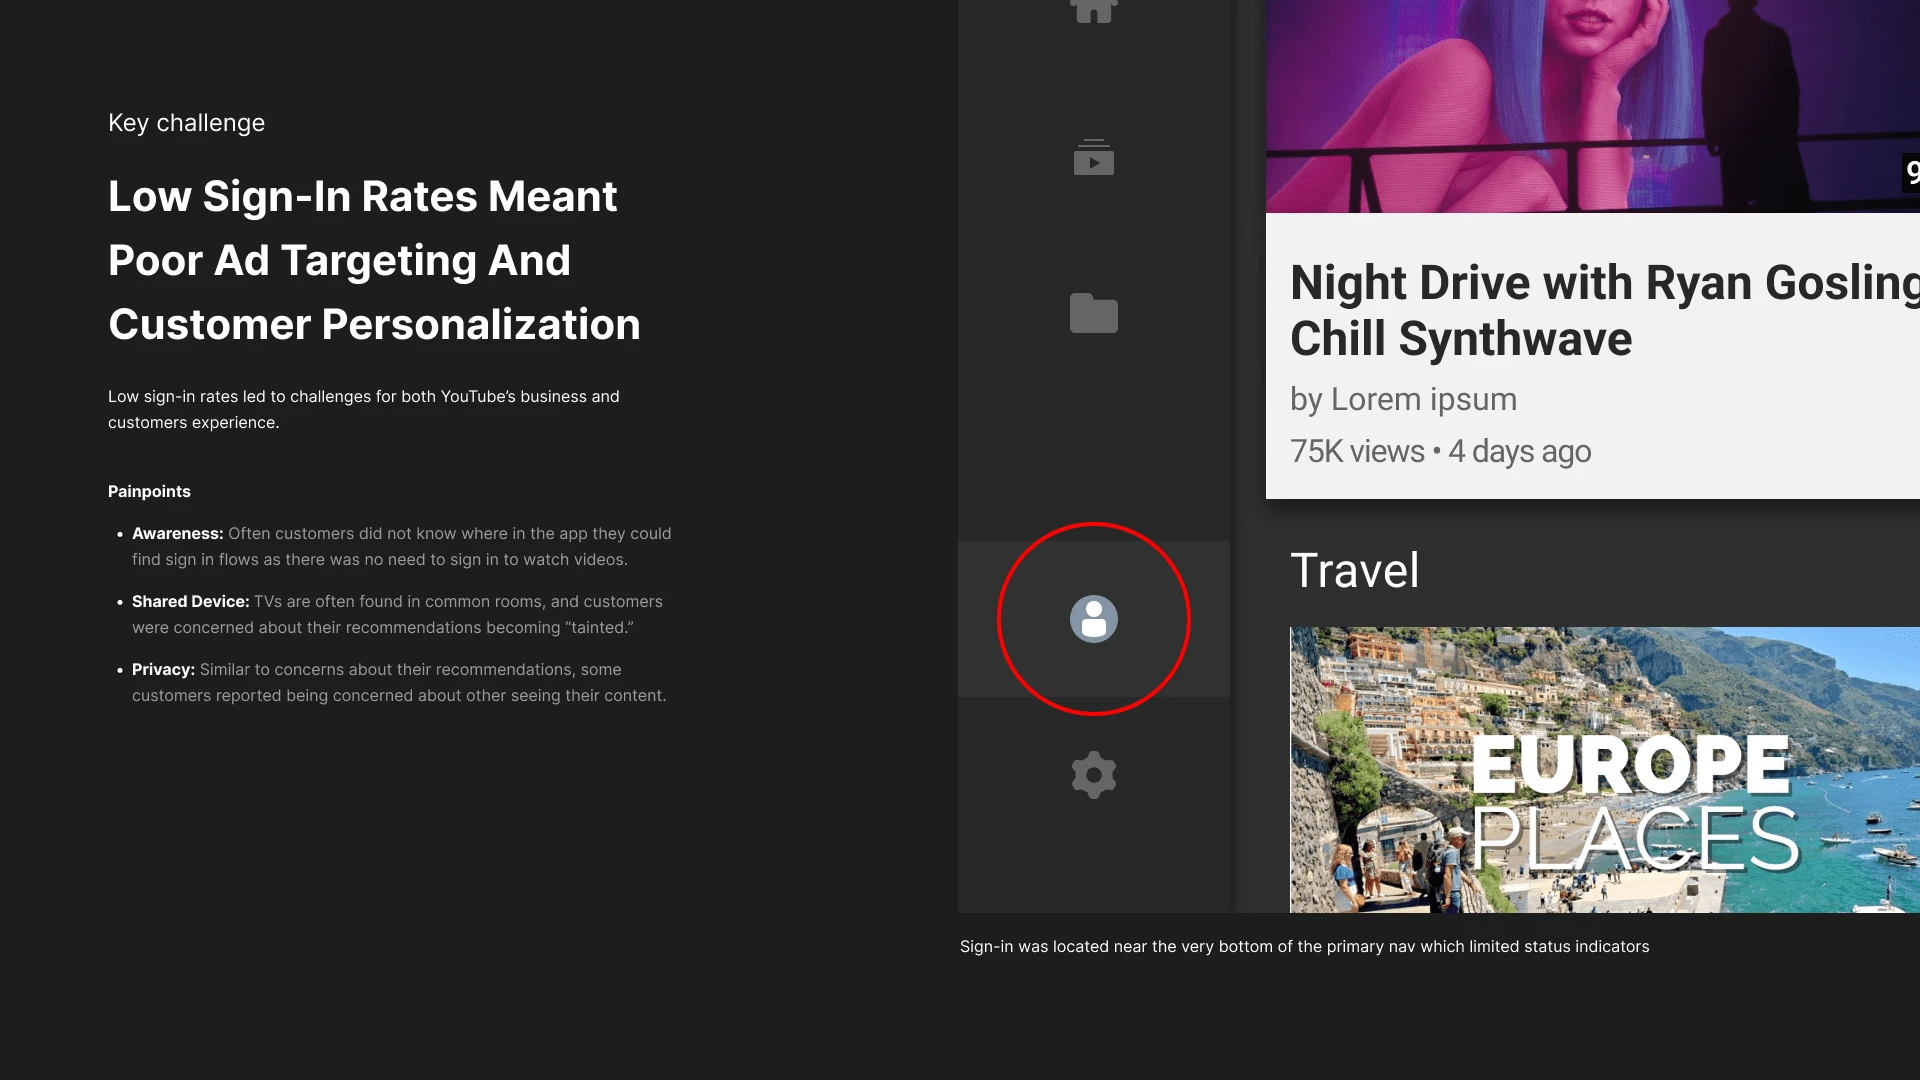 Key challenge
Low Sign-In Rates Meant
Poor Ad Targeting And
Customer Personalization
Low sign-in rates led to challenges for both YouTube’s business and
customers experience.
Painpoints
• Awareness: Often customers did not know where in the app they could
find sign in flows as there was no need to sign in to watch videos.
• Shared Device: TVs are often found in common rooms, and customers
were concerned about their recommendations becoming “tainted.”
• Privacy: Similar to concerns about their recommendations, some
customers reported being concerned about other seeing their content.
9
Night Drive with Ryan Gosling
Chill Synthwave
by Lorem ipsum
75K views • 4 days ago
Travel
EUROPE
PLACES
Sign-in was located near the very bottom of the primary nav which limited status indicators